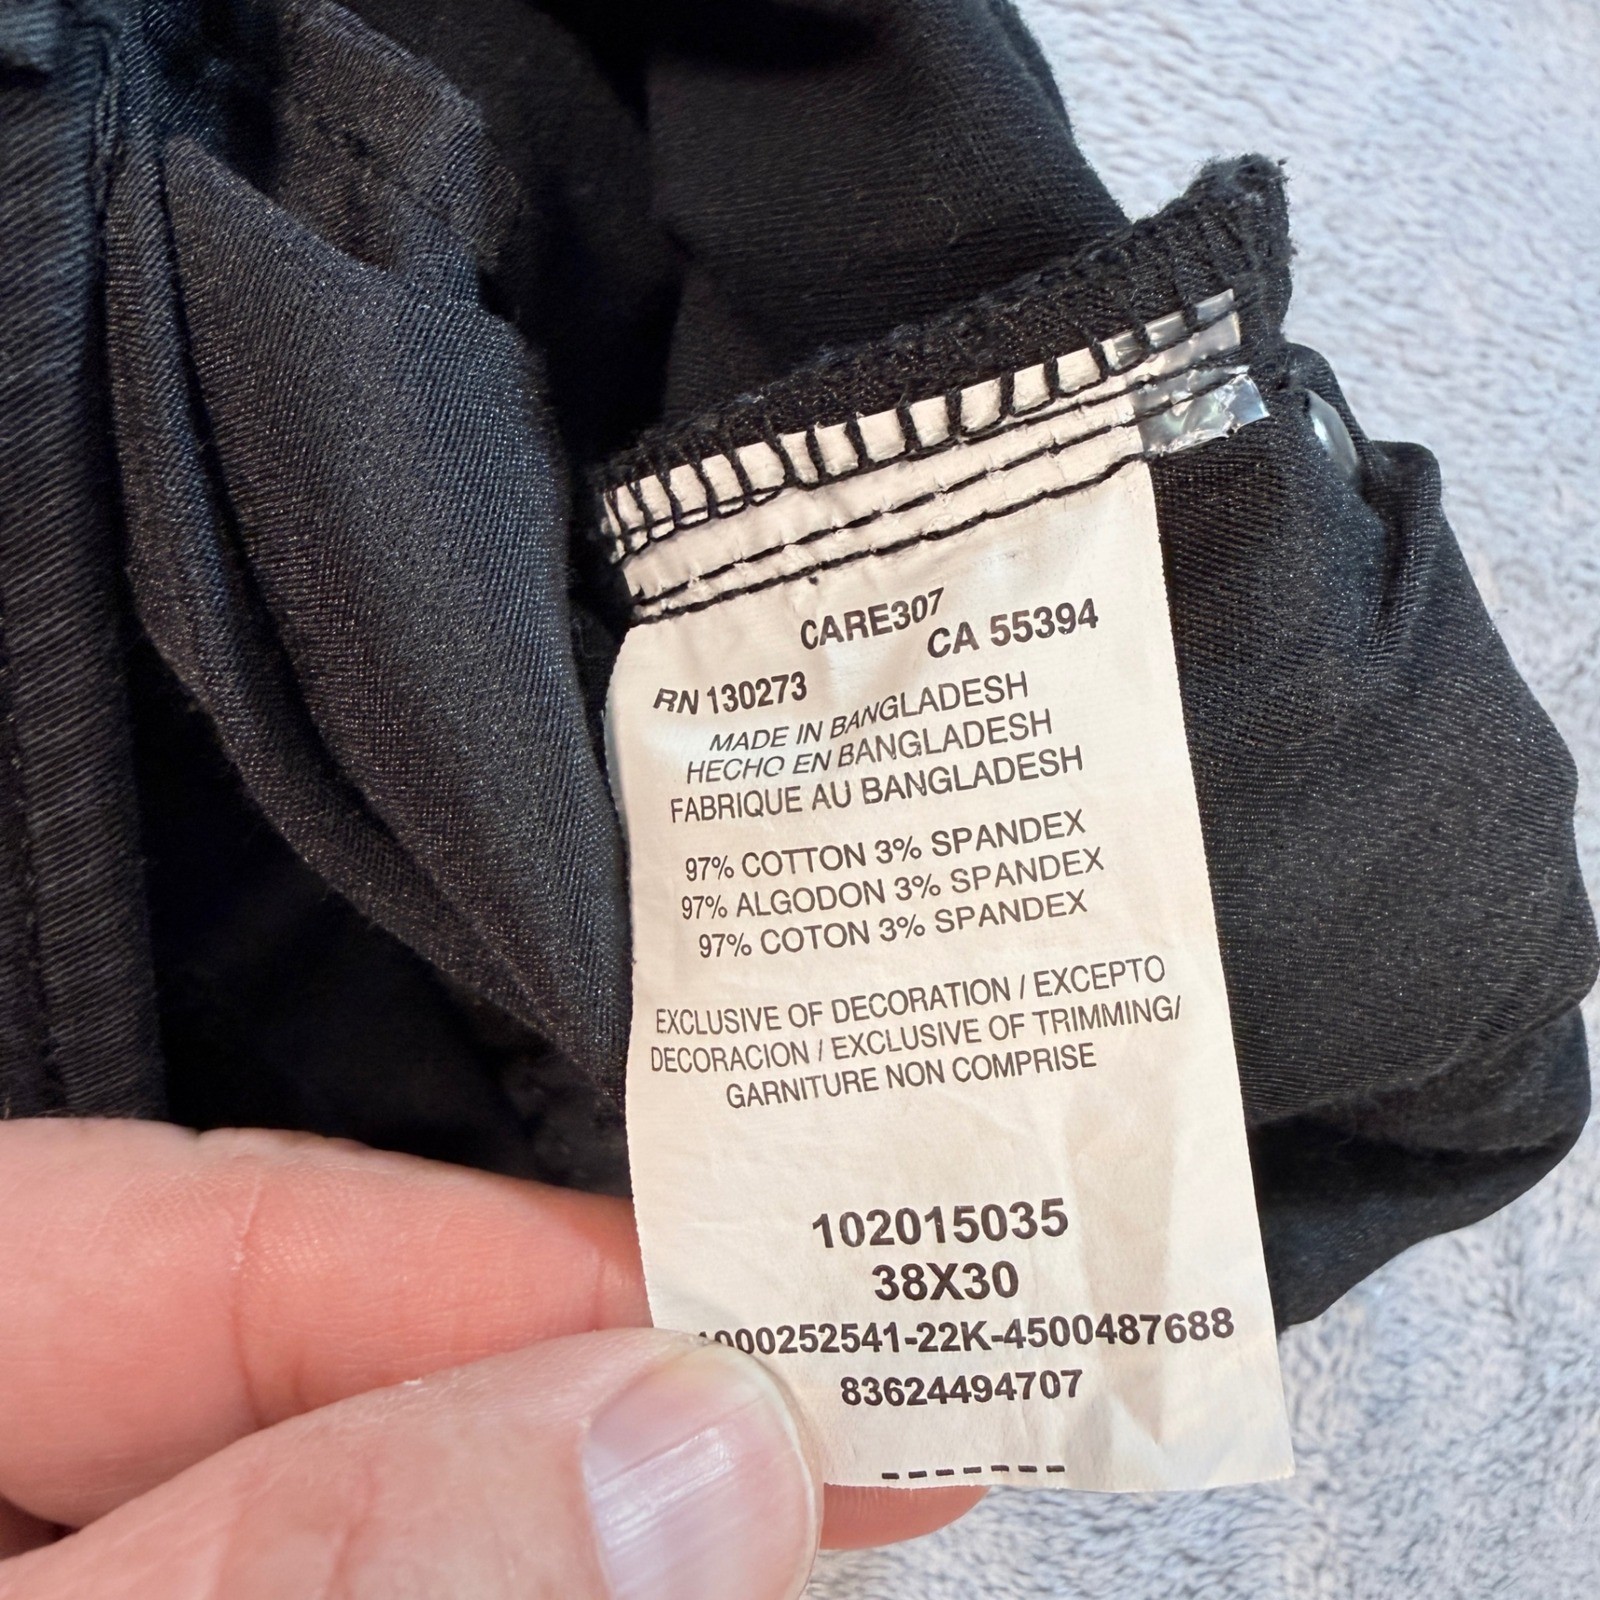 CARE307
CA 55394
RN 130273
MADE IN BANGLADESH
HECHO EN BANGLADESH
FABRIQUE AU BANGLADESH
97% COTTON 3% SPANDEX
97% ALGODON 3% SPANDEX
97% COTON 3% SPANDEX
EXCLUSIVE OF DECORATION / EXCEPTO
DECORACION / EXCLUSIVE OF TRIMMING/
GARNITURE NON COMPRISE
102015035
38X30
1000252541-22K-4500487688
83624494707
-------